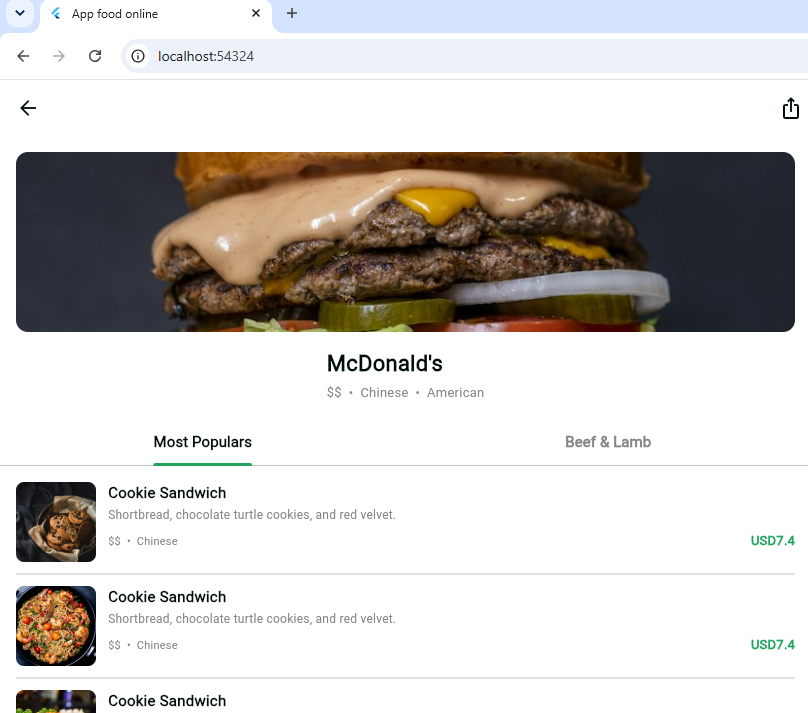 App food online
localhost:54324
McDonald's
$$ • Chinese • American
Most Populars
Beef & Lamb
Cookie Sandwich
Shortbread, chocolate turtle cookies, and red velvet.
$$ • Chinese
USD7.4
Cookie Sandwich
Shortbread, chocolate turtle cookies, and red velvet.
$$ • Chinese
USD7.4
Cookie Sandwich